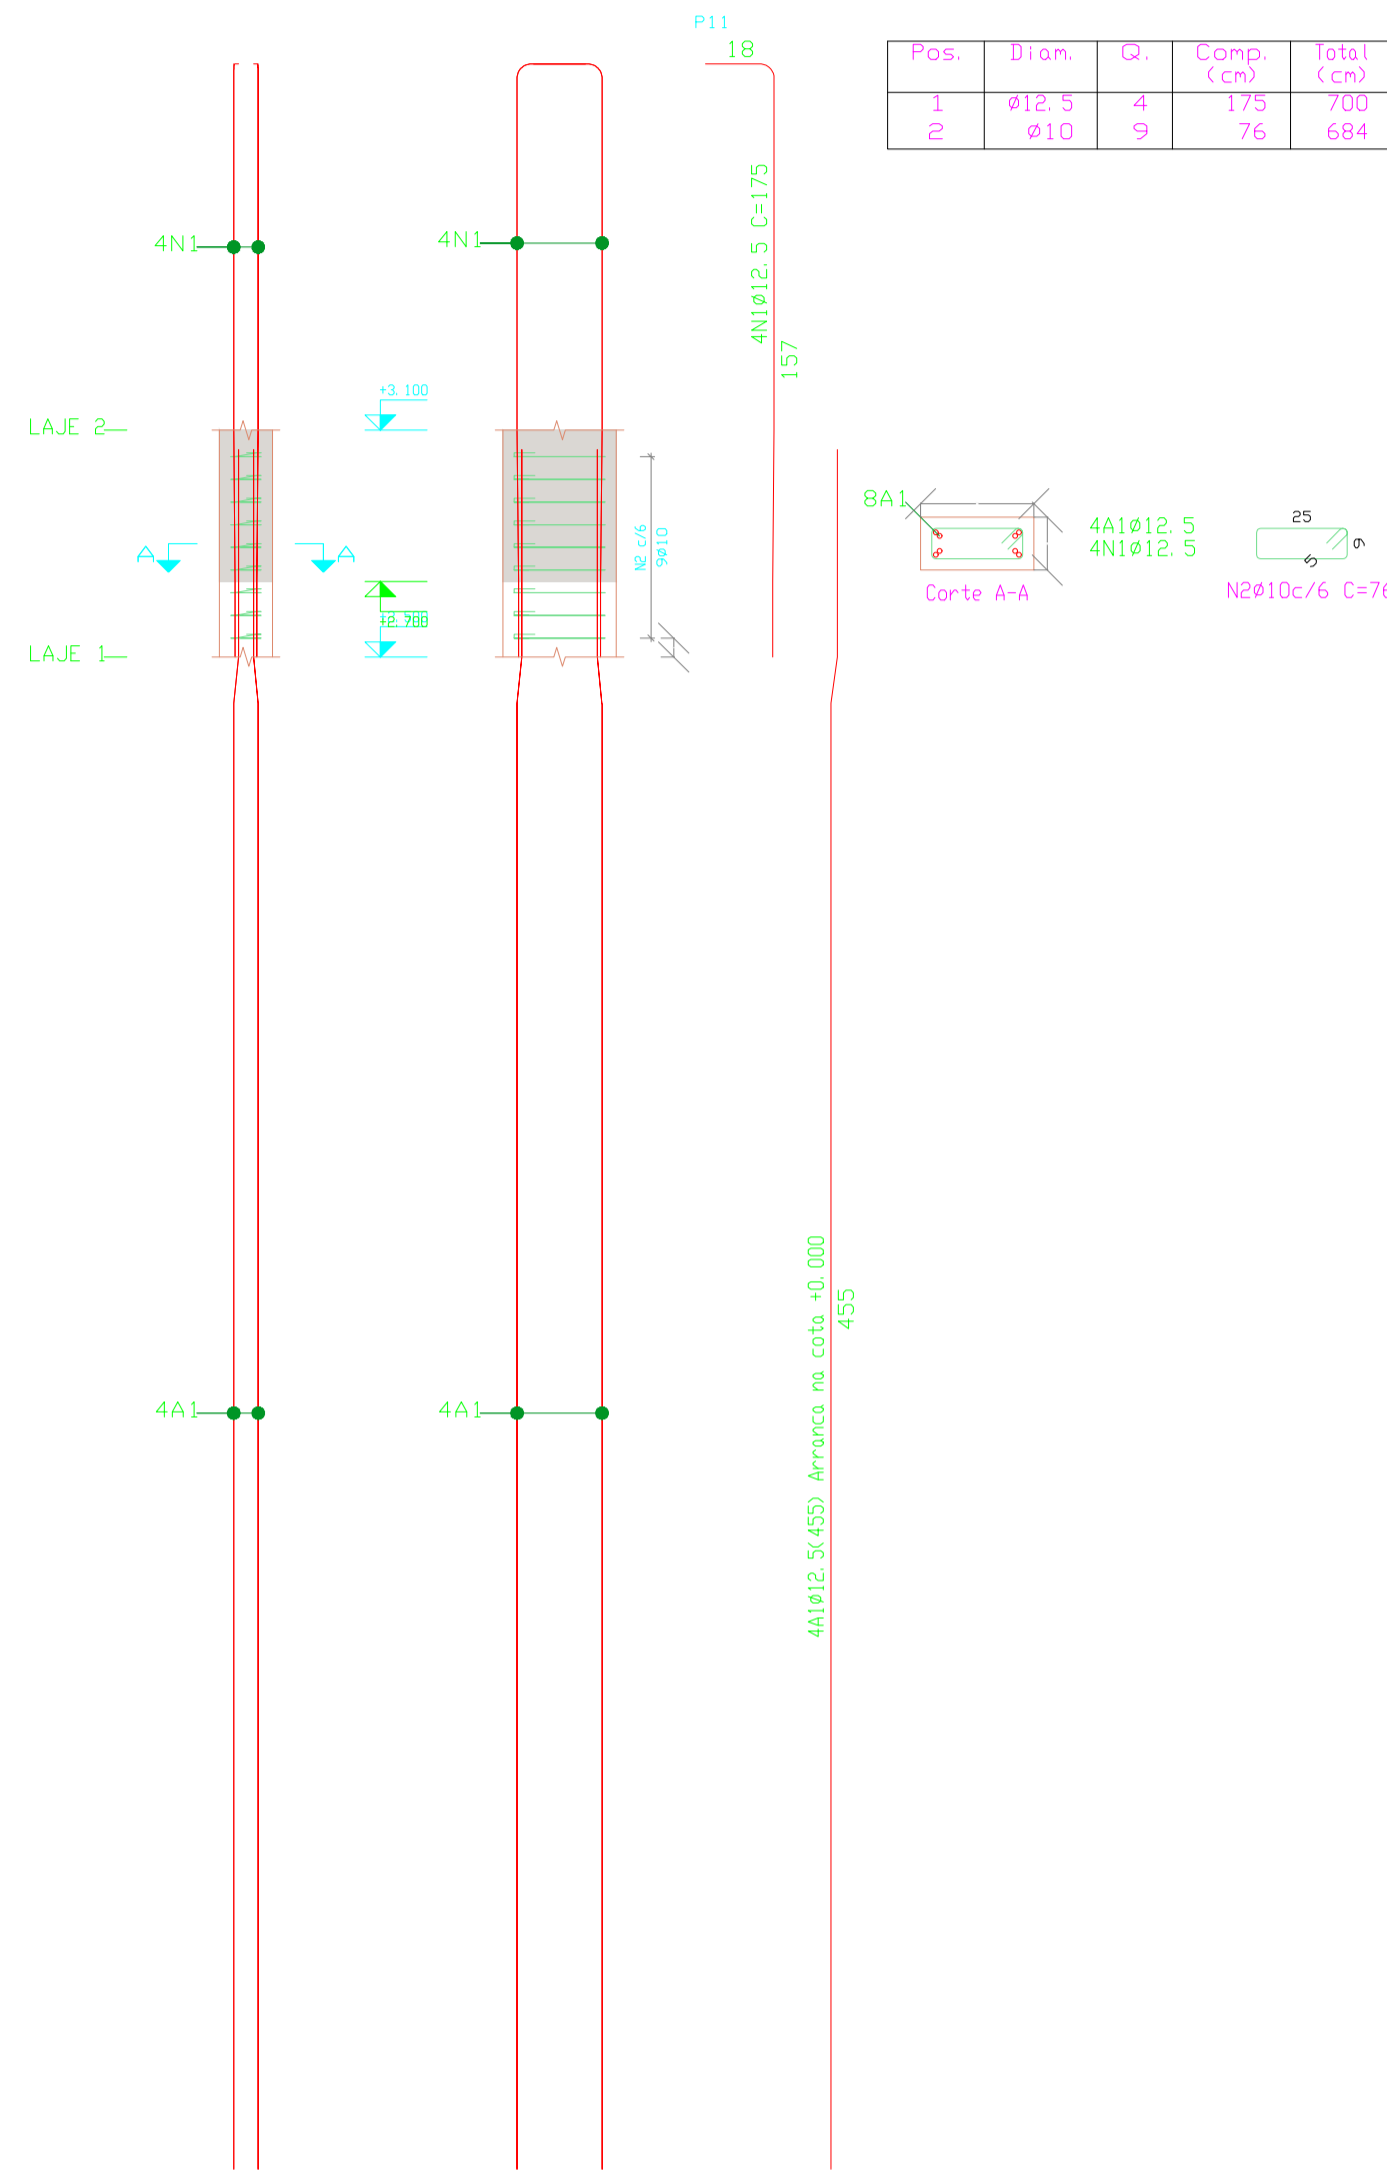 P11
18
Pos. Diam. Q. Comp. (cm) Total (cm)
1 Ø12.5 4 175 700
2 Ø10 9 76 684
4N1Ø12.5 C=175
157
4N1
4N1
+3.100
LAJE 2
N2 c/6
9Ø10
A
A
8A1
4A1Ø12.5
4N1Ø12.5
Corte A-A
25
9
5
N2Ø10c/6 C=76
LAJE 1
4A1Ø12.5(455) Arranca na cota +0.000
455
4A1
4A1